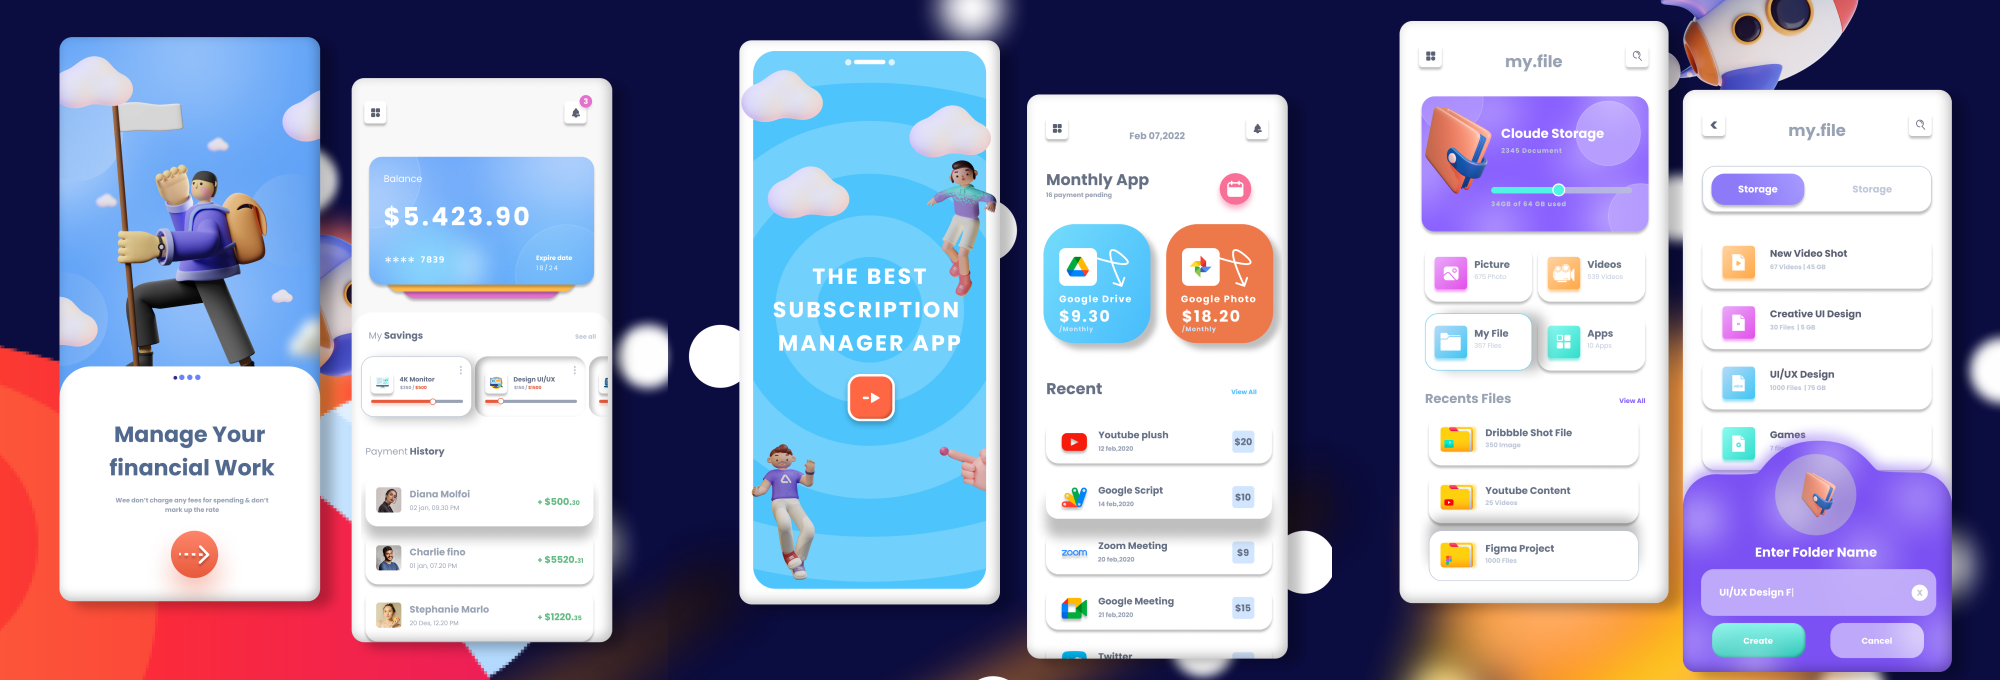 Manage Your
financial Work
Wee don't charge any fees for spending & don't
mark up the rate
3
Balance
$5.423.90
**** 7839
Expire date
18/24
My Savings
See all
4K Monitor
Design UI/UX
Payment History
Diana Molfoi
02 jan, 09.30 PM
+ $500.30
Charlie fino
01 jan, 07.20 PM
+ $5520.31
Stephanie Marlo
20 Des, 12.20 PM
+ $1220.35
THE BEST
SUBSCRIPTION
MANAGER APP
Feb 07,2022
Monthly App
16 payment pending
Google Drive
$9.30
/Monthly
Google Photo
$18.20
/Monthly
Recent
View All
Youtube plush
12 feb,2020
$20
Google Script
14 feb,2020
$10
zoom
Zoom Meeting
20 feb,2020
$9
Google Meeting
21 feb,2020
$15
Twitter
my.file
Cloude Storage
2345 Document
34GB of 64 GB used
Picture
675 Photo
Videos
539 Videos
My File
367 Files
Apps
10 Apps
Recents Files
View All
Dribbble Shot File
350 Image
Youtube Content
25 Videos
Figma Project
1000 Files
my.file
Storage
Storage
New Video Shot
67 Videos | 45 GB
Creative UI Design
30 Files | 5 GB
UI/UX Design
1000 Files | 75 GB
Games
Enter Folder Name
UI/UX Design F|
X
Create
Cancel